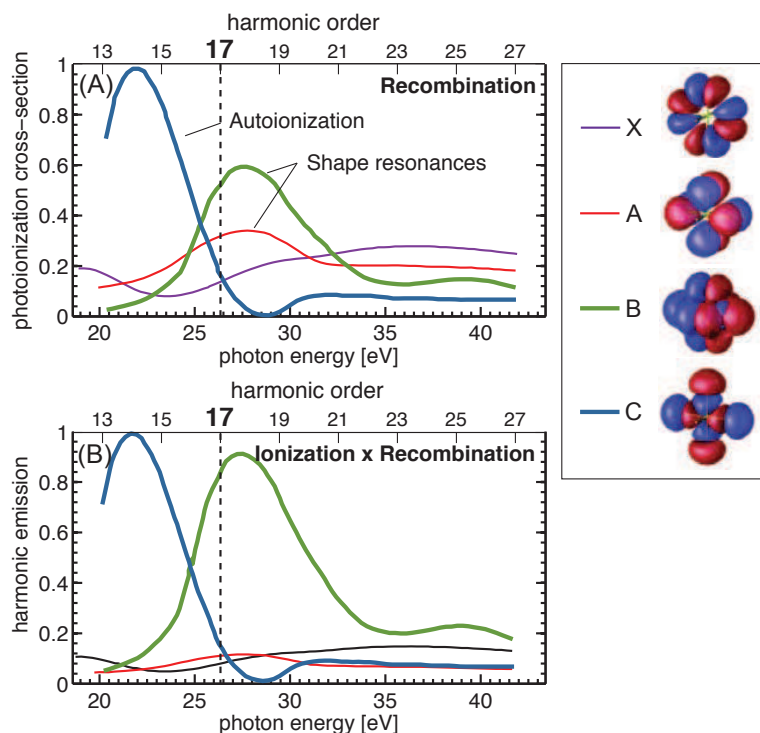 harmonic order
13 15 17 19 21 23 25 27
(A) Recombination
Autoionization
Shape resonances
photoionization cross–section
1
0.8
0.6
0.4
0.2
0
20 25 30 35 40
photon energy [eV]
harmonic order
13 15 17 19 21 23 25 27
(B) Ionization x Recombination
harmonic emission
1
0.8
0.6
0.4
0.2
0
20 25 30 35 40
photon energy [eV]
X
A
B
C